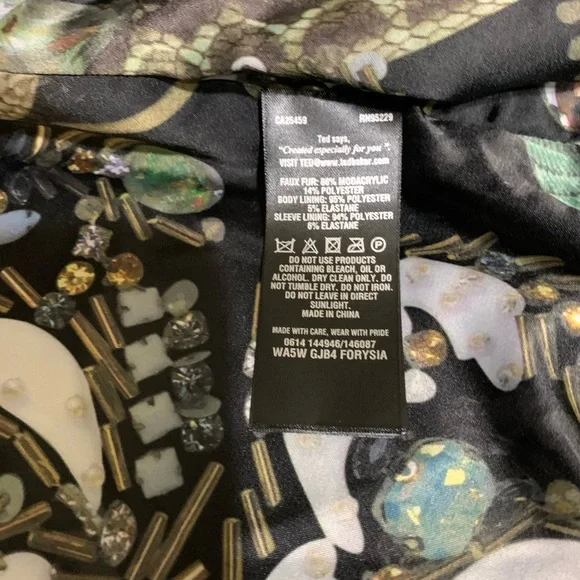 CA25459 RN95229
Ted says,
"Created especially for you"
VISIT TED@www.tedbaker.com
FAUX FUR: 86% MODACRYLIC
14% POLYESTER
BODY LINING: 95% POLYESTER
5% ELASTANE
SLEEVE LINING: 94% POLYESTER
6% ELASTANE
P
DO NOT USE PRODUCTS
CONTAINING BLEACH, OIL OR
ALCOHOL. DRY CLEAN ONLY. DO
NOT TUMBLE DRY. DO NOT IRON.
DO NOT LEAVE IN DIRECT
SUNLIGHT.
MADE IN CHINA
MADE WITH CARE, WEAR WITH PRIDE
0614 144946/146087
WA5W GJB4 FORYSIA